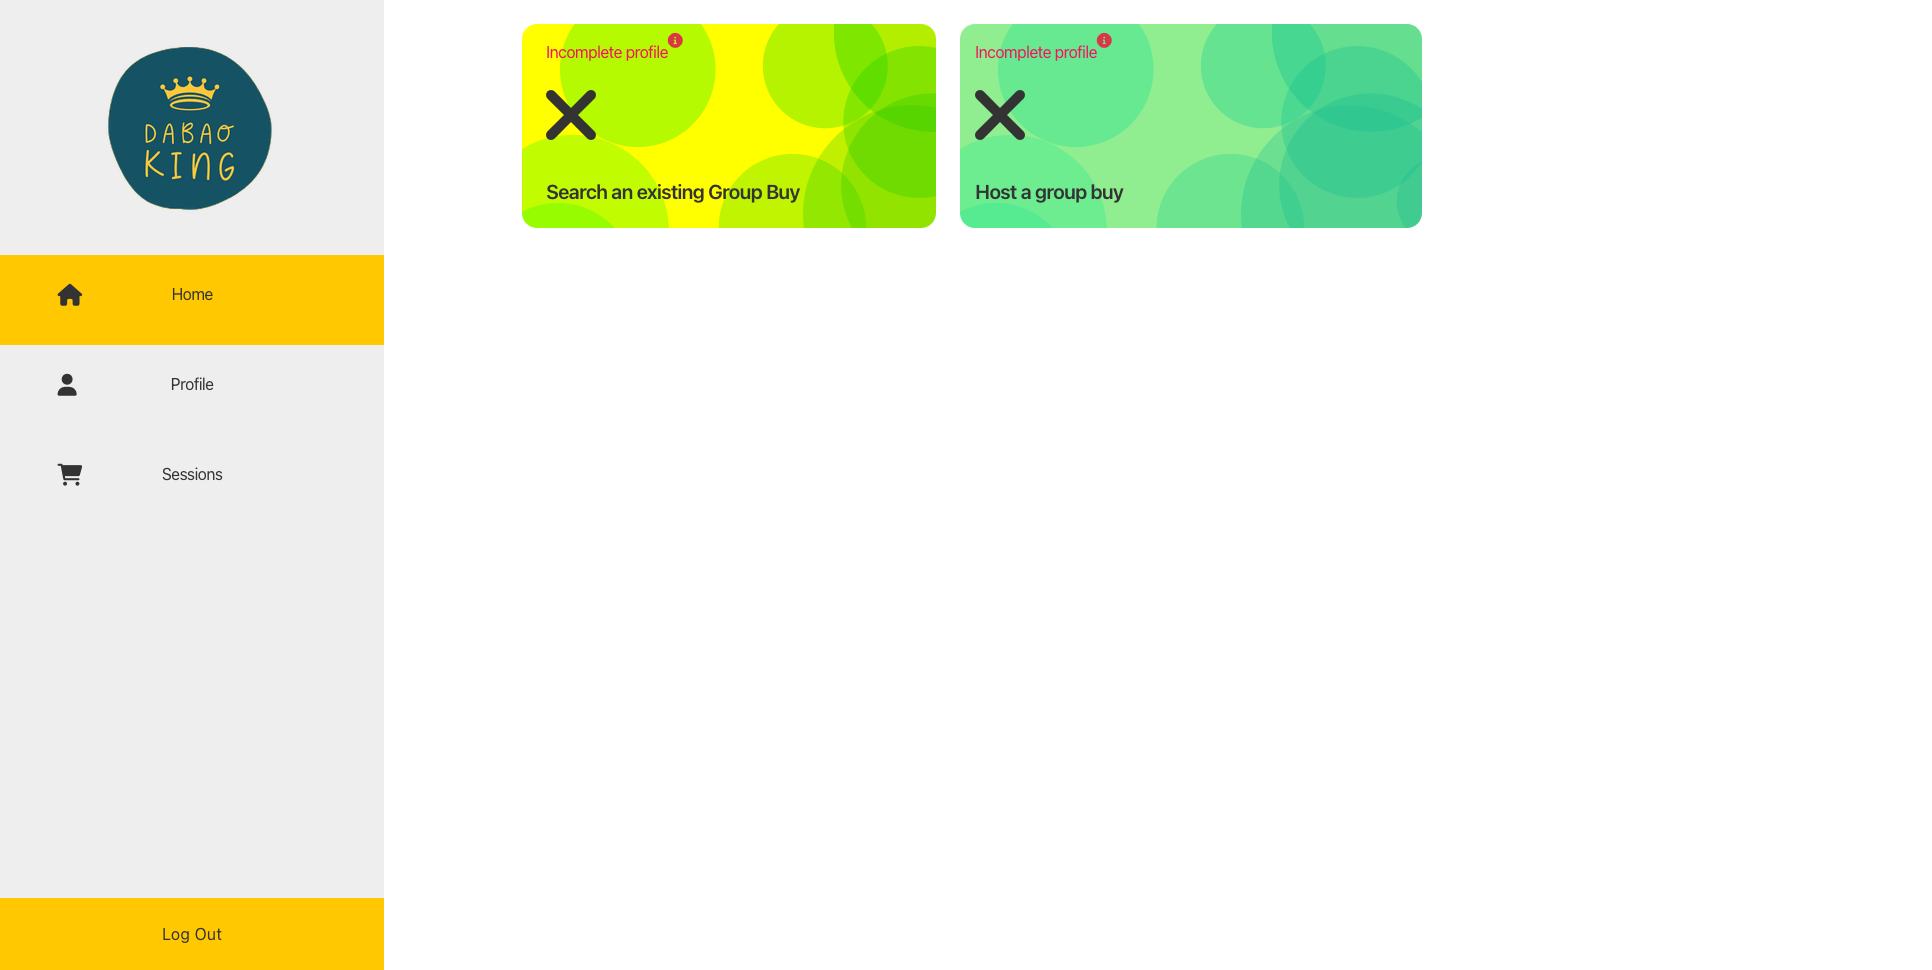 DABAO
KING
Home
Profile
Sessions
Log Out
Incomplete profile
Search an existing Group Buy
Incomplete profile
Host a group buy